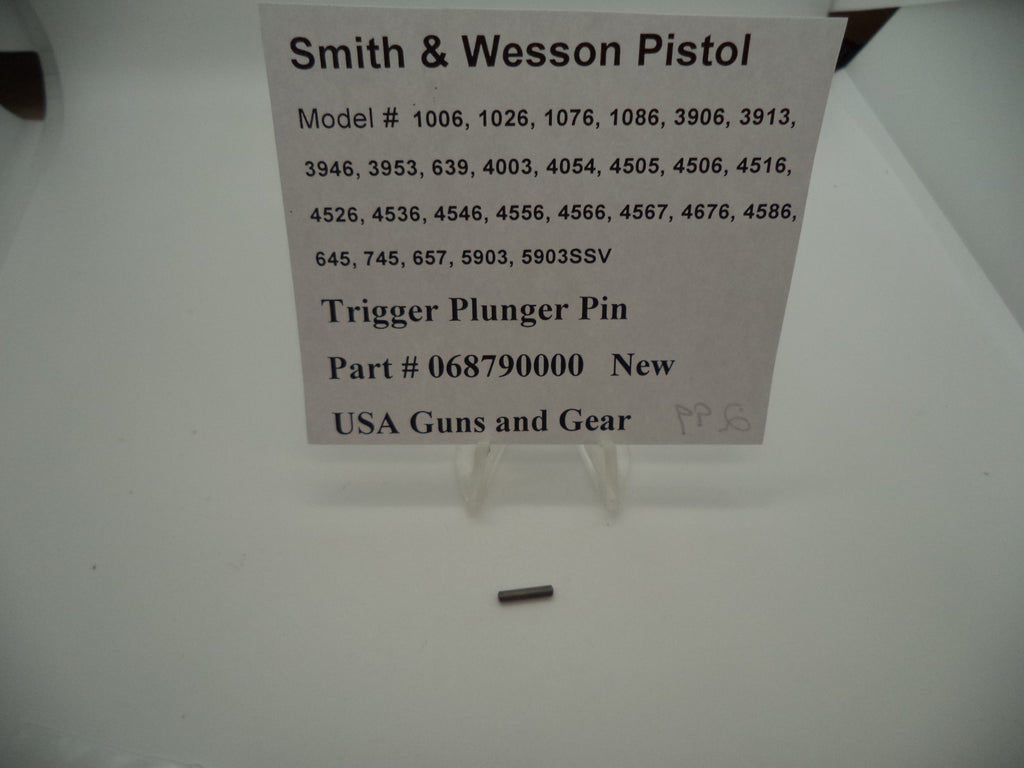 Smith & Wesson Pistol
Model # 1006, 1026, 1076, 1086, 3906, 3913,
3946, 3953, 639, 4003, 4054, 4505, 4506, 4516,
4526, 4536, 4546, 4556, 4566, 4567, 4676, 4586,
645, 745, 657, 5903, 5903SSV
Trigger Plunger Pin
Part # 068790000 New
USA Guns and Gear 299